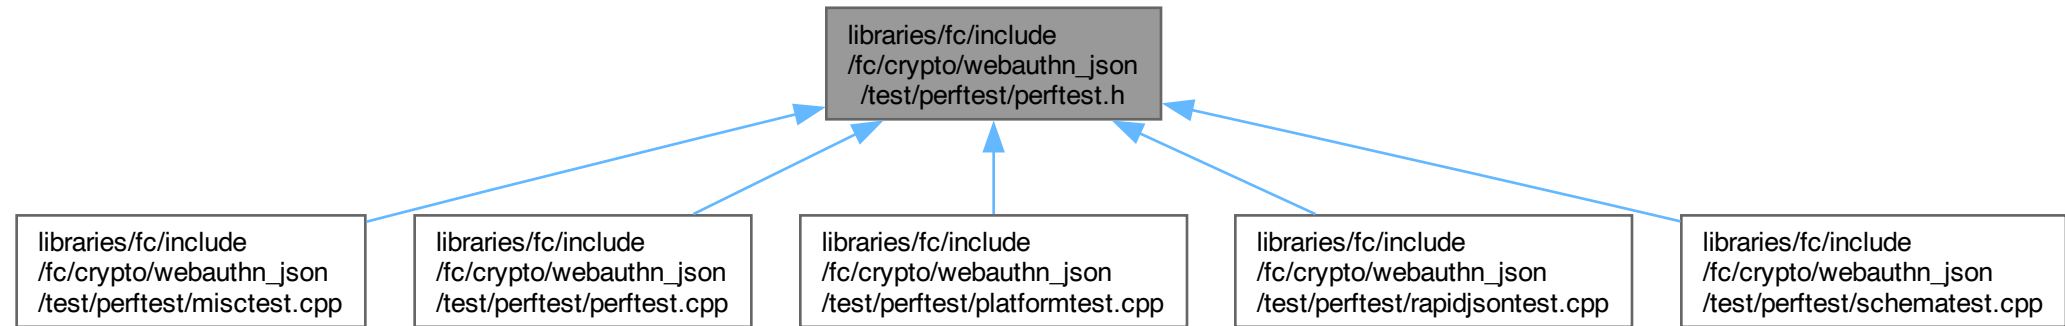 libraries/fc/include
/fc/crypto/webauthn_json
/test/perftest/perftest.h
libraries/fc/include
/fc/crypto/webauthn_json
/test/perftest/misctest.cpp
libraries/fc/include
/fc/crypto/webauthn_json
/test/perftest/perftest.cpp
libraries/fc/include
/fc/crypto/webauthn_json
/test/perftest/platformtest.cpp
libraries/fc/include
/fc/crypto/webauthn_json
/test/perftest/rapidjsontest.cpp
libraries/fc/include
/fc/crypto/webauthn_json
/test/perftest/schematest.cpp